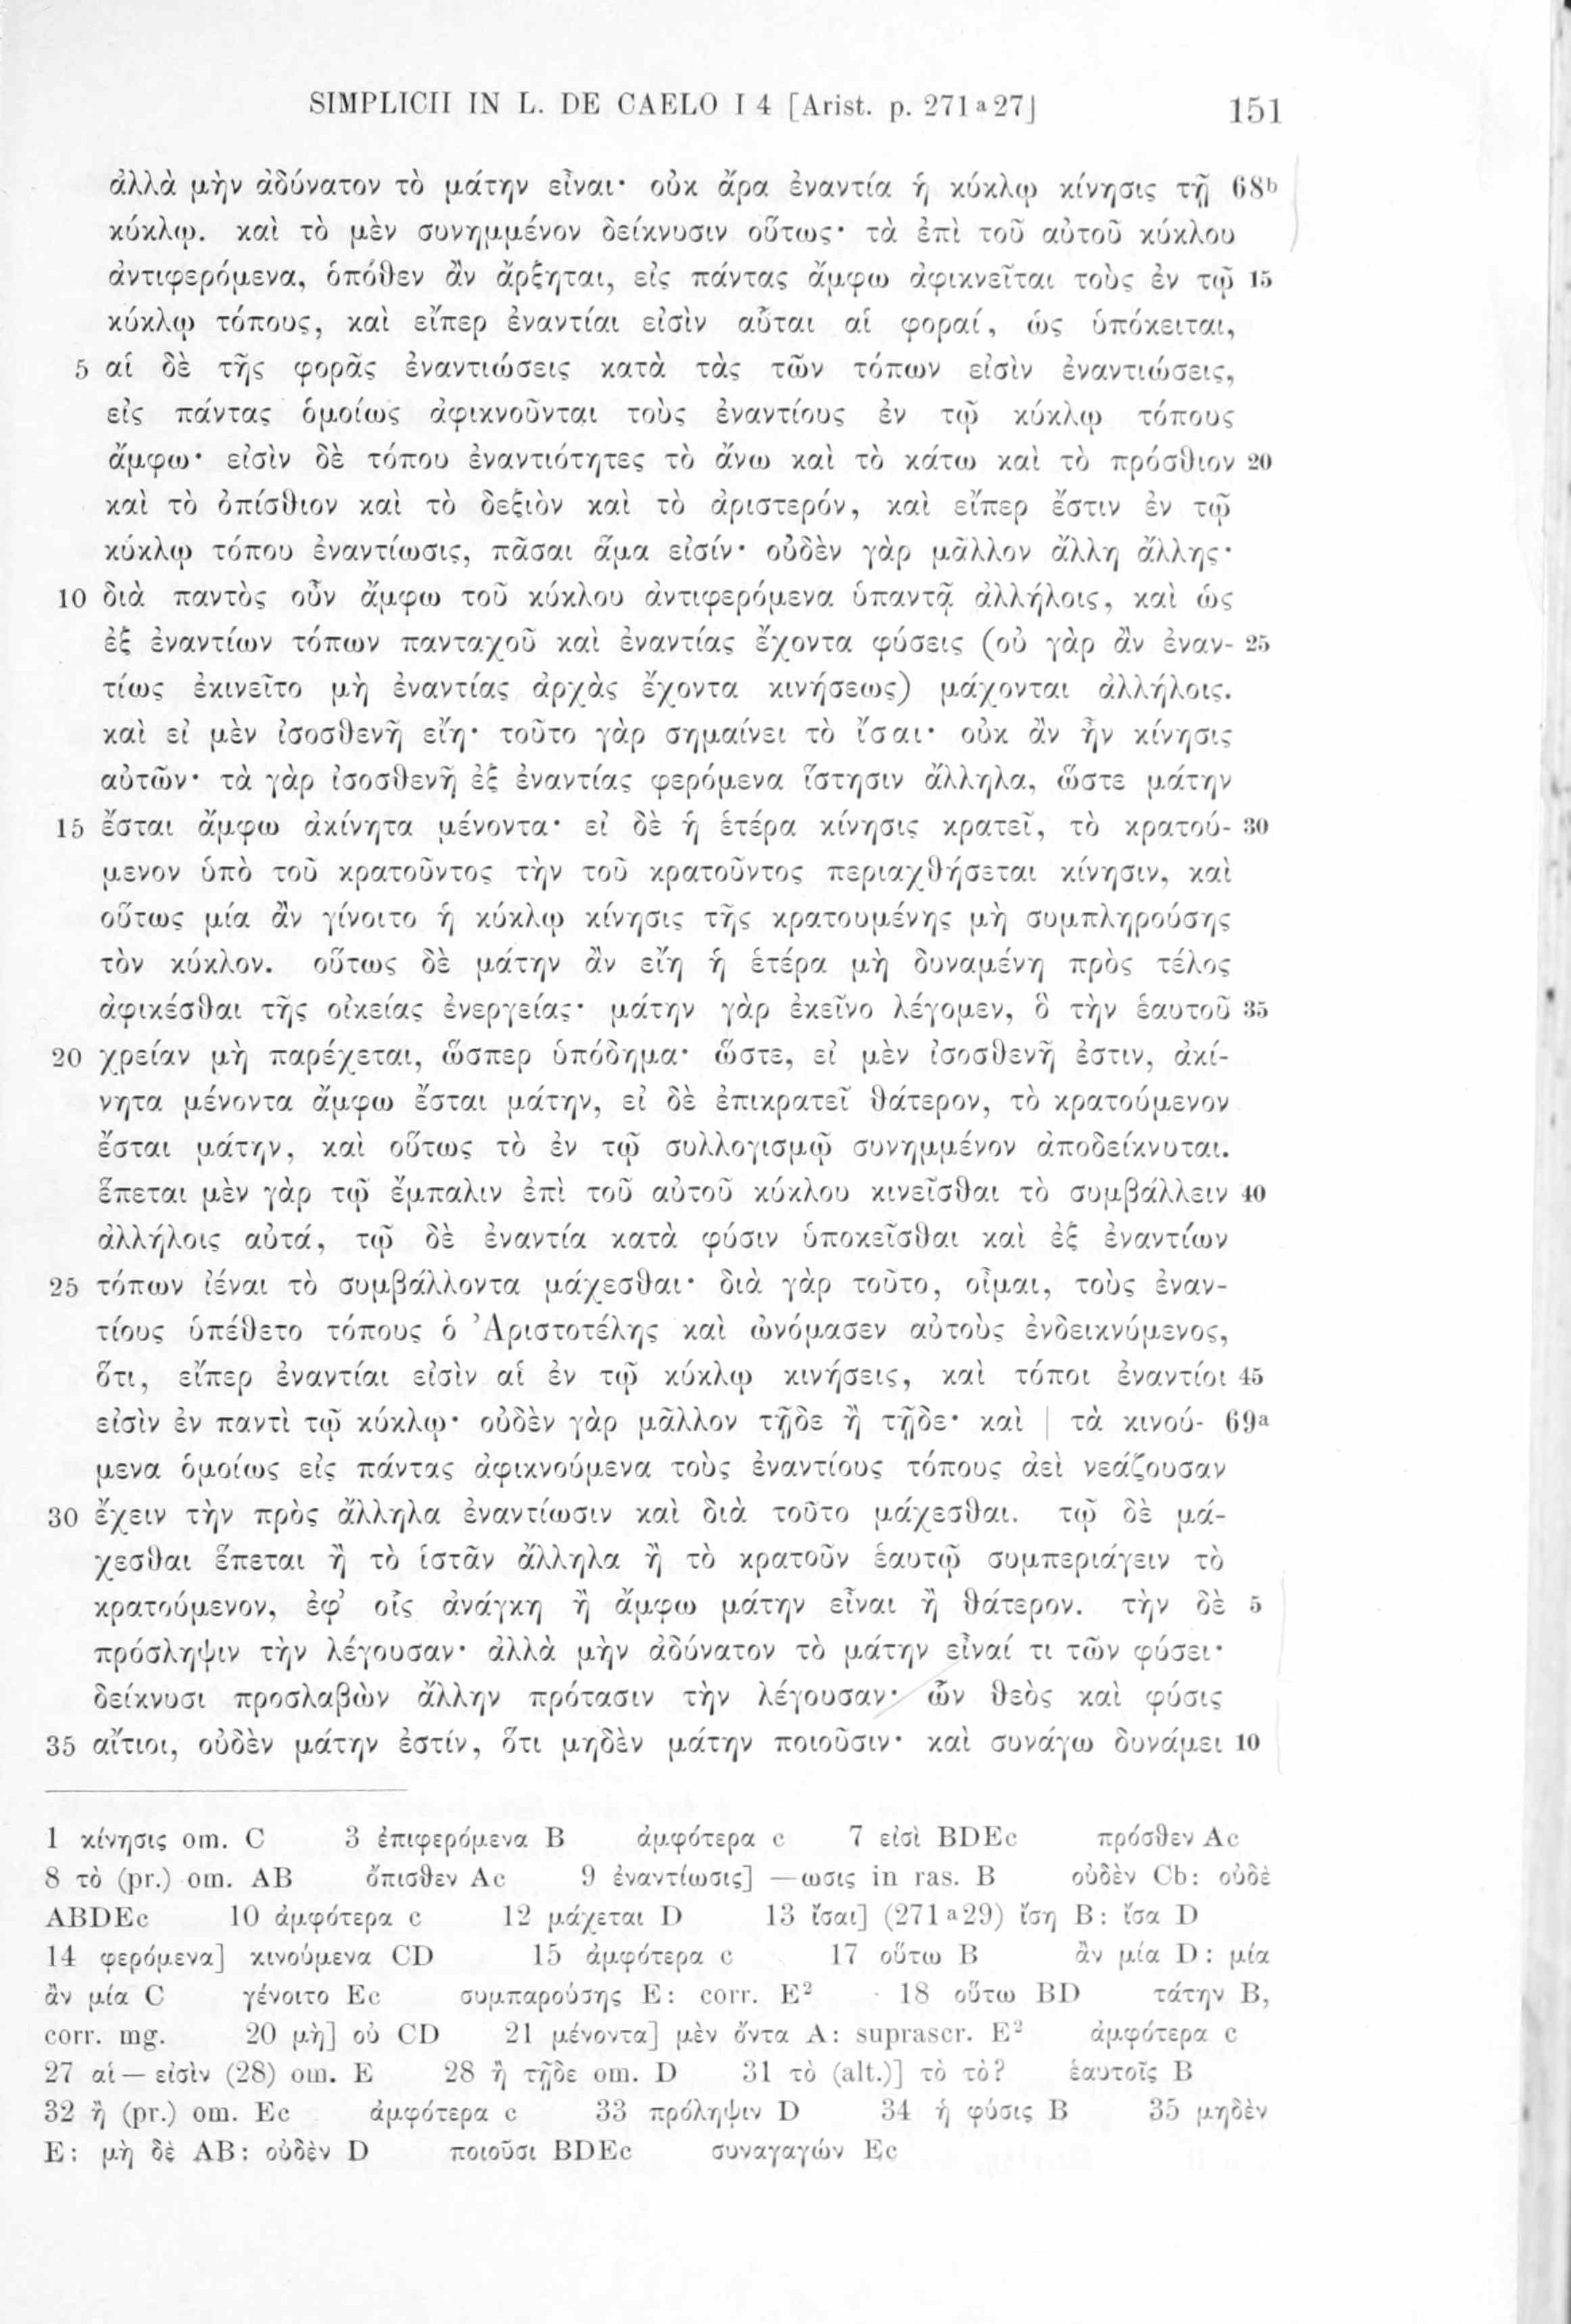 SIMPLICII IN L. DE CAELO I 4 [Arist. p. 271 a 27] 151
ἀλλὰ μὴν ἀδύνατον τὸ μάτην εἶναι· οὐκ ἄρα ἐναντία ἡ κύκλῳ κίνησις τῇ 68b
κύκλῳ. καὶ τὸ μὲν συνημμένον δείκνυσιν οὕτως· τὰ ἐπὶ τοῦ αὐτοῦ κύκλου
ἀντιφερόμενα, ὁπόθεν ἂν ἄρξηται, εἰς πάντας ἄμφω ἀφικνεῖται τοὺς ἐν τῷ 15
κύκλῳ τόπους, καὶ εἴπερ ἐναντίαι εἰσὶν αὗται αἱ φοραί, ὡς ὑπόκειται,
5 αἱ δὲ τῆς φορᾶς ἐναντιώσεις κατὰ τὰς τῶν τόπων εἰσὶν ἐναντιώσεις,
εἰς πάντας ὁμοίως ἀφικνοῦνται τοὺς ἐναντίους ἐν τῷ κύκλῳ τόπους
ἄμφω· εἰσὶν δὲ τόπου ἐναντιότητες τὸ ἄνω καὶ τὸ κάτω καὶ τὸ πρόσθιον 20
καὶ τὸ ὀπίσθιον καὶ τὸ δεξιὸν καὶ τὸ ἀριστερόν, καὶ εἴπερ ἔστιν ἐν τῷ
κύκλῳ τόπου ἐναντίωσις, πᾶσαι ἅμα εἰσίν· οὐδὲν γὰρ μᾶλλον ἄλλη ἄλλης·
10 διὰ παντὸς οὖν ἄμφω τοῦ κύκλου ἀντιφερόμενα ὑπαντᾷ ἀλλήλοις, καὶ ὡς
ἐξ ἐναντίων τόπων πανταχοῦ καὶ ἐναντίας ἔχοντα φύσεις (οὐ γὰρ ἂν ἐναν- 25
τίως ἐκινεῖτο μὴ ἐναντίας ἀρχὰς ἔχοντα κινήσεως) μάχονται ἀλλήλοις.
καὶ εἰ μὲν ἰσοσθενῆ εἴη· τοῦτο γὰρ σημαίνει τὸ ἴσαι· οὐκ ἂν ἦν κίνησις
αὐτῶν· τὰ γὰρ ἰσοσθενῆ ἐξ ἐναντίας φερόμενα ἵστησιν ἄλληλα, ὥστε μάτην
15 ἔσται ἄμφω ἀκίνητα μένοντα· εἰ δὲ ἡ ἑτέρα κίνησις κρατεῖ, τὸ κρατού- 30
μενον ὑπὸ τοῦ κρατοῦντος τὴν τοῦ κρατοῦντος περιαχθήσεται κίνησιν, καὶ
οὕτως μία ἂν γίνοιτο ἡ κύκλῳ κίνησις τῆς κρατουμένης μὴ συμπληρούσης
τὸν κύκλον. οὕτως δὲ μάτην ἂν εἴη ἡ ἑτέρα μὴ δυναμένη πρὸς τέλος
ἀφικέσθαι τῆς οἰκείας ἐνεργείας· μάτην γὰρ ἐκεῖνο λέγομεν, ὃ τὴν ἑαυτοῦ 35
20 χρείαν μὴ παρέχεται, ὥσπερ ὑπόδημα· ὥστε, εἰ μὲν ἰσοσθενῆ ἐστιν, ἀκί-
νητα μένοντα ἄμφω ἔσται μάτην, εἰ δὲ ἐπικρατεῖ θάτερον, τὸ κρατούμενον
ἔσται μάτην, καὶ οὕτως τὸ ἐν τῷ συλλογισμῷ συνημμένον ἀποδείκνυται.
ἕπεται μὲν γὰρ τῷ ἔμπαλιν ἐπὶ τοῦ αὐτοῦ κύκλου κινεῖσθαι τὸ συμβάλλειν 40
ἀλλήλοις αὐτά, τῷ δὲ ἐναντία κατὰ φύσιν ὑποκεῖσθαι καὶ ἐξ ἐναντίων
25 τόπων ἰέναι τὸ συμβάλλοντα μάχεσθαι· διὰ γὰρ τοῦτο, οἶμαι, τοὺς ἐναν-
τίους ὑπέθετο τόπους ὁ Ἀριστοτέλης καὶ ὠνόμασεν αὐτοὺς ἐνδεικνύμενος,
ὅτι, εἴπερ ἐναντίαι εἰσὶν αἱ ἐν τῷ κύκλῳ κινήσεις, καὶ τόποι ἐναντίοι 45
εἰσὶν ἐν παντὶ τῷ κύκλῳ· οὐδὲν γὰρ μᾶλλον τῇδε ἢ τῇδε· καὶ | τὰ κινού- 69a
μενα ὁμοίως εἰς πάντας ἀφικνούμενα τοὺς ἐναντίους τόπους ἀεὶ νεάζουσαν
30 ἔχειν τὴν πρὸς ἄλληλα ἐναντίωσιν καὶ διὰ τοῦτο μάχεσθαι. τῷ δὲ μά-
χεσθαι ἕπεται ἢ τὸ ἱστᾶν ἄλληλα ἢ τὸ κρατοῦν ἑαυτῷ συμπεριάγειν τὸ
κρατούμενον, ἐφ' οἷς ἀνάγκη ἢ ἄμφω μάτην εἶναι ἢ θάτερον. τὴν δὲ 5
πρόσληψιν τὴν λέγουσαν· ἀλλὰ μὴν ἀδύνατον τὸ μάτην εἶναί τι τῶν φύσει·
δείκνυσι προσλαβὼν ἄλλην πρότασιν τὴν λέγουσαν· ὧν θεὸς καὶ φύσις
35 αἴτιοι, οὐδὲν μάτην ἐστίν, ὅτι μηδὲν μάτην ποιοῦσιν· καὶ συνάγω δυνάμει 10
1 κίνησις om. C 3 ἐπιφερόμενα B ἀμφότερα c 7 εἰσὶ BDEc πρόσθεν Ac
8 τὸ (pr.) om. AB ὄπισθεν Ac 9 ἐναντίωσις] —ωσις in ras. B οὐδὲν Cb: οὐδὲ
ABDEc 10 ἀμφότερα c 12 μάχεται D 13 ἴσαι] (271 a 29) ἴση B: ἴσα D
14 φερόμενα] κινούμενα CD 15 ἀμφότερα c 17 οὕτω B ἂν μία D: μία
ἂν μία C γένοιτο Ec συμπαρούσης E: corr. E² 18 οὕτω BD τάτην B,
corr. mg. 20 μὴ] οὐ CD 21 μένοντα] μὲν ὄντα A: suprascr. E² ἀμφότερα c
27 αἱ — εἰσὶν (28) om. E 28 ἢ τῇδε om. D 31 τὸ (alt.)] τὸ τὸ? ἑαυτοῖς B
32 ἢ (pr.) om. Ec ἀμφότερα c 33 πρόληψιν D 34 ἡ φύσις B 35 μηδὲν
E: μὴ δὲ AB: οὐδὲν D ποιοῦσι BDEc συναγαγών Ec